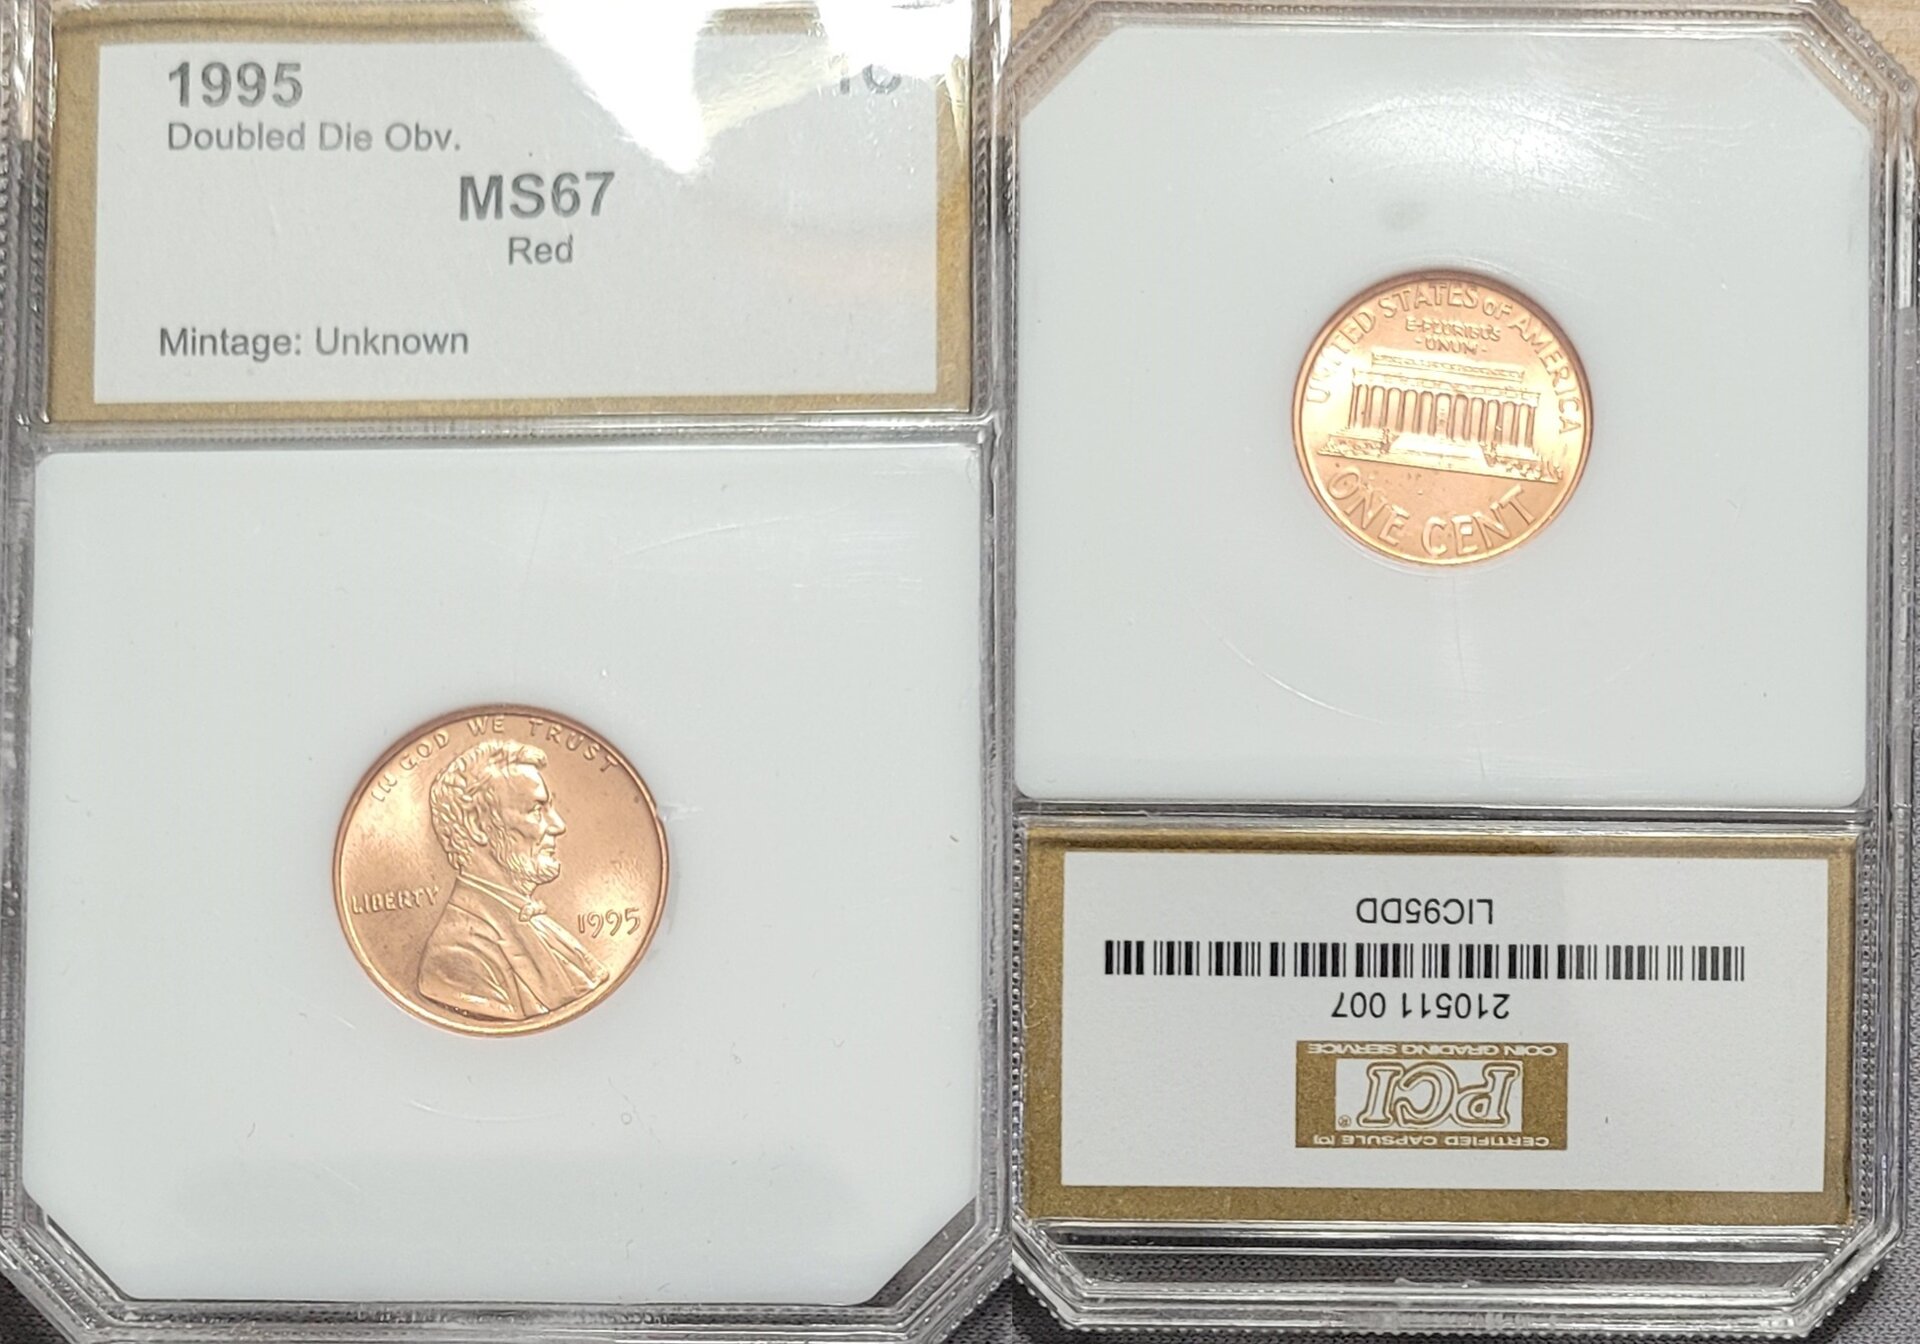 1995
1C
Doubled Die Obv.
MS67
Red
Mintage: Unknown
IN GOD WE TRUST
LIBERTY
1995
UNITED STATES OF AMERICA
E·PLURIBUS
·UNUM·
ONE CENT
LIC95DD
210511 007
COIN GRADING SERVICE
PCI®
CERTIFIED CAPSULE